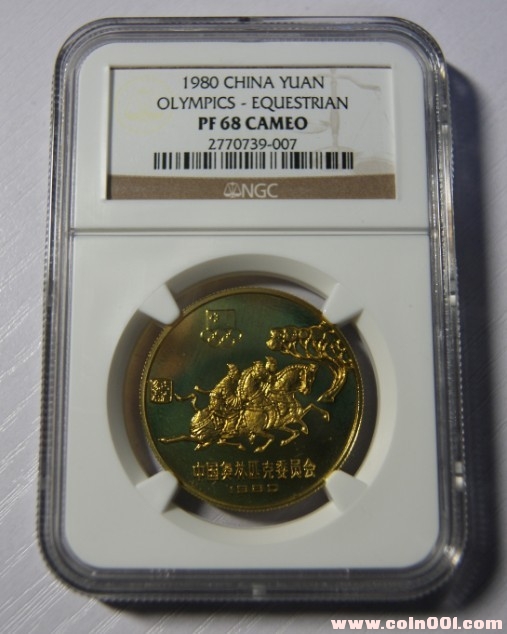 1980 CHINA YUAN
OLYMPICS - EQUESTRIAN
PF 68 CAMEO
2770739-007
NGC
中国奥林匹克委员会
1980
www.coin001.com